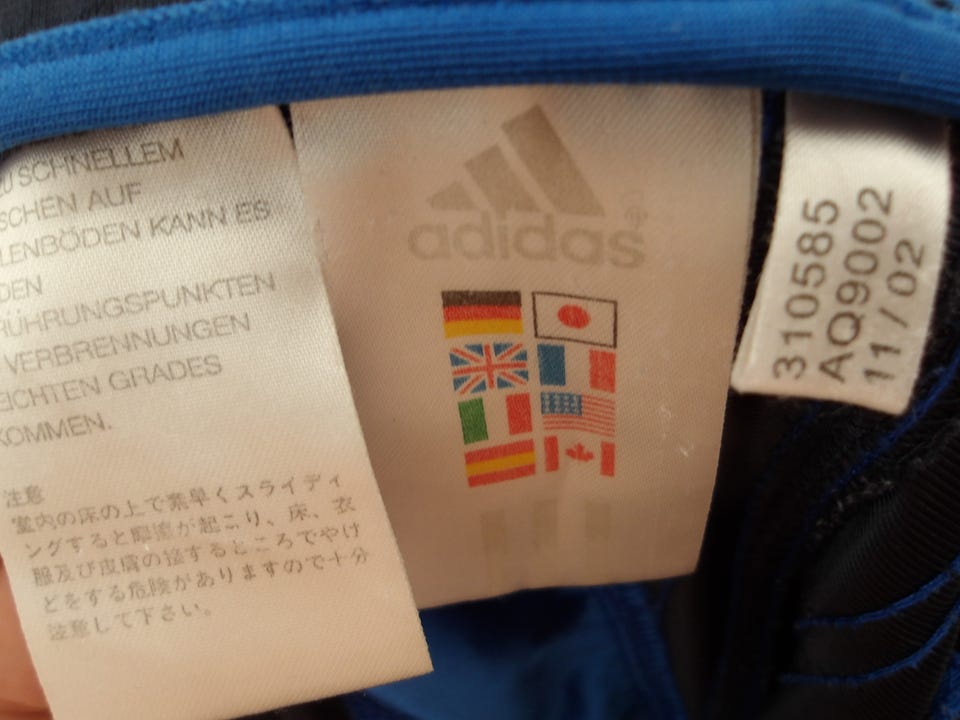 ZU SCHNELLEM
SCHEN AUF
LENBÖDEN KANN ES
DEN
RÜHRUNGSPUNKTEN
VERBRENNUNGEN
EICHTEN GRADES
KOMMEN.
注意
室内の床の上で素早くスライディ
ングすると摩擦が起こり、床、衣
服及び皮膚の接するところでやけ
どをする危険がありますので十分
注意して下さい。
adidas®
310585
AQ9002
11/02